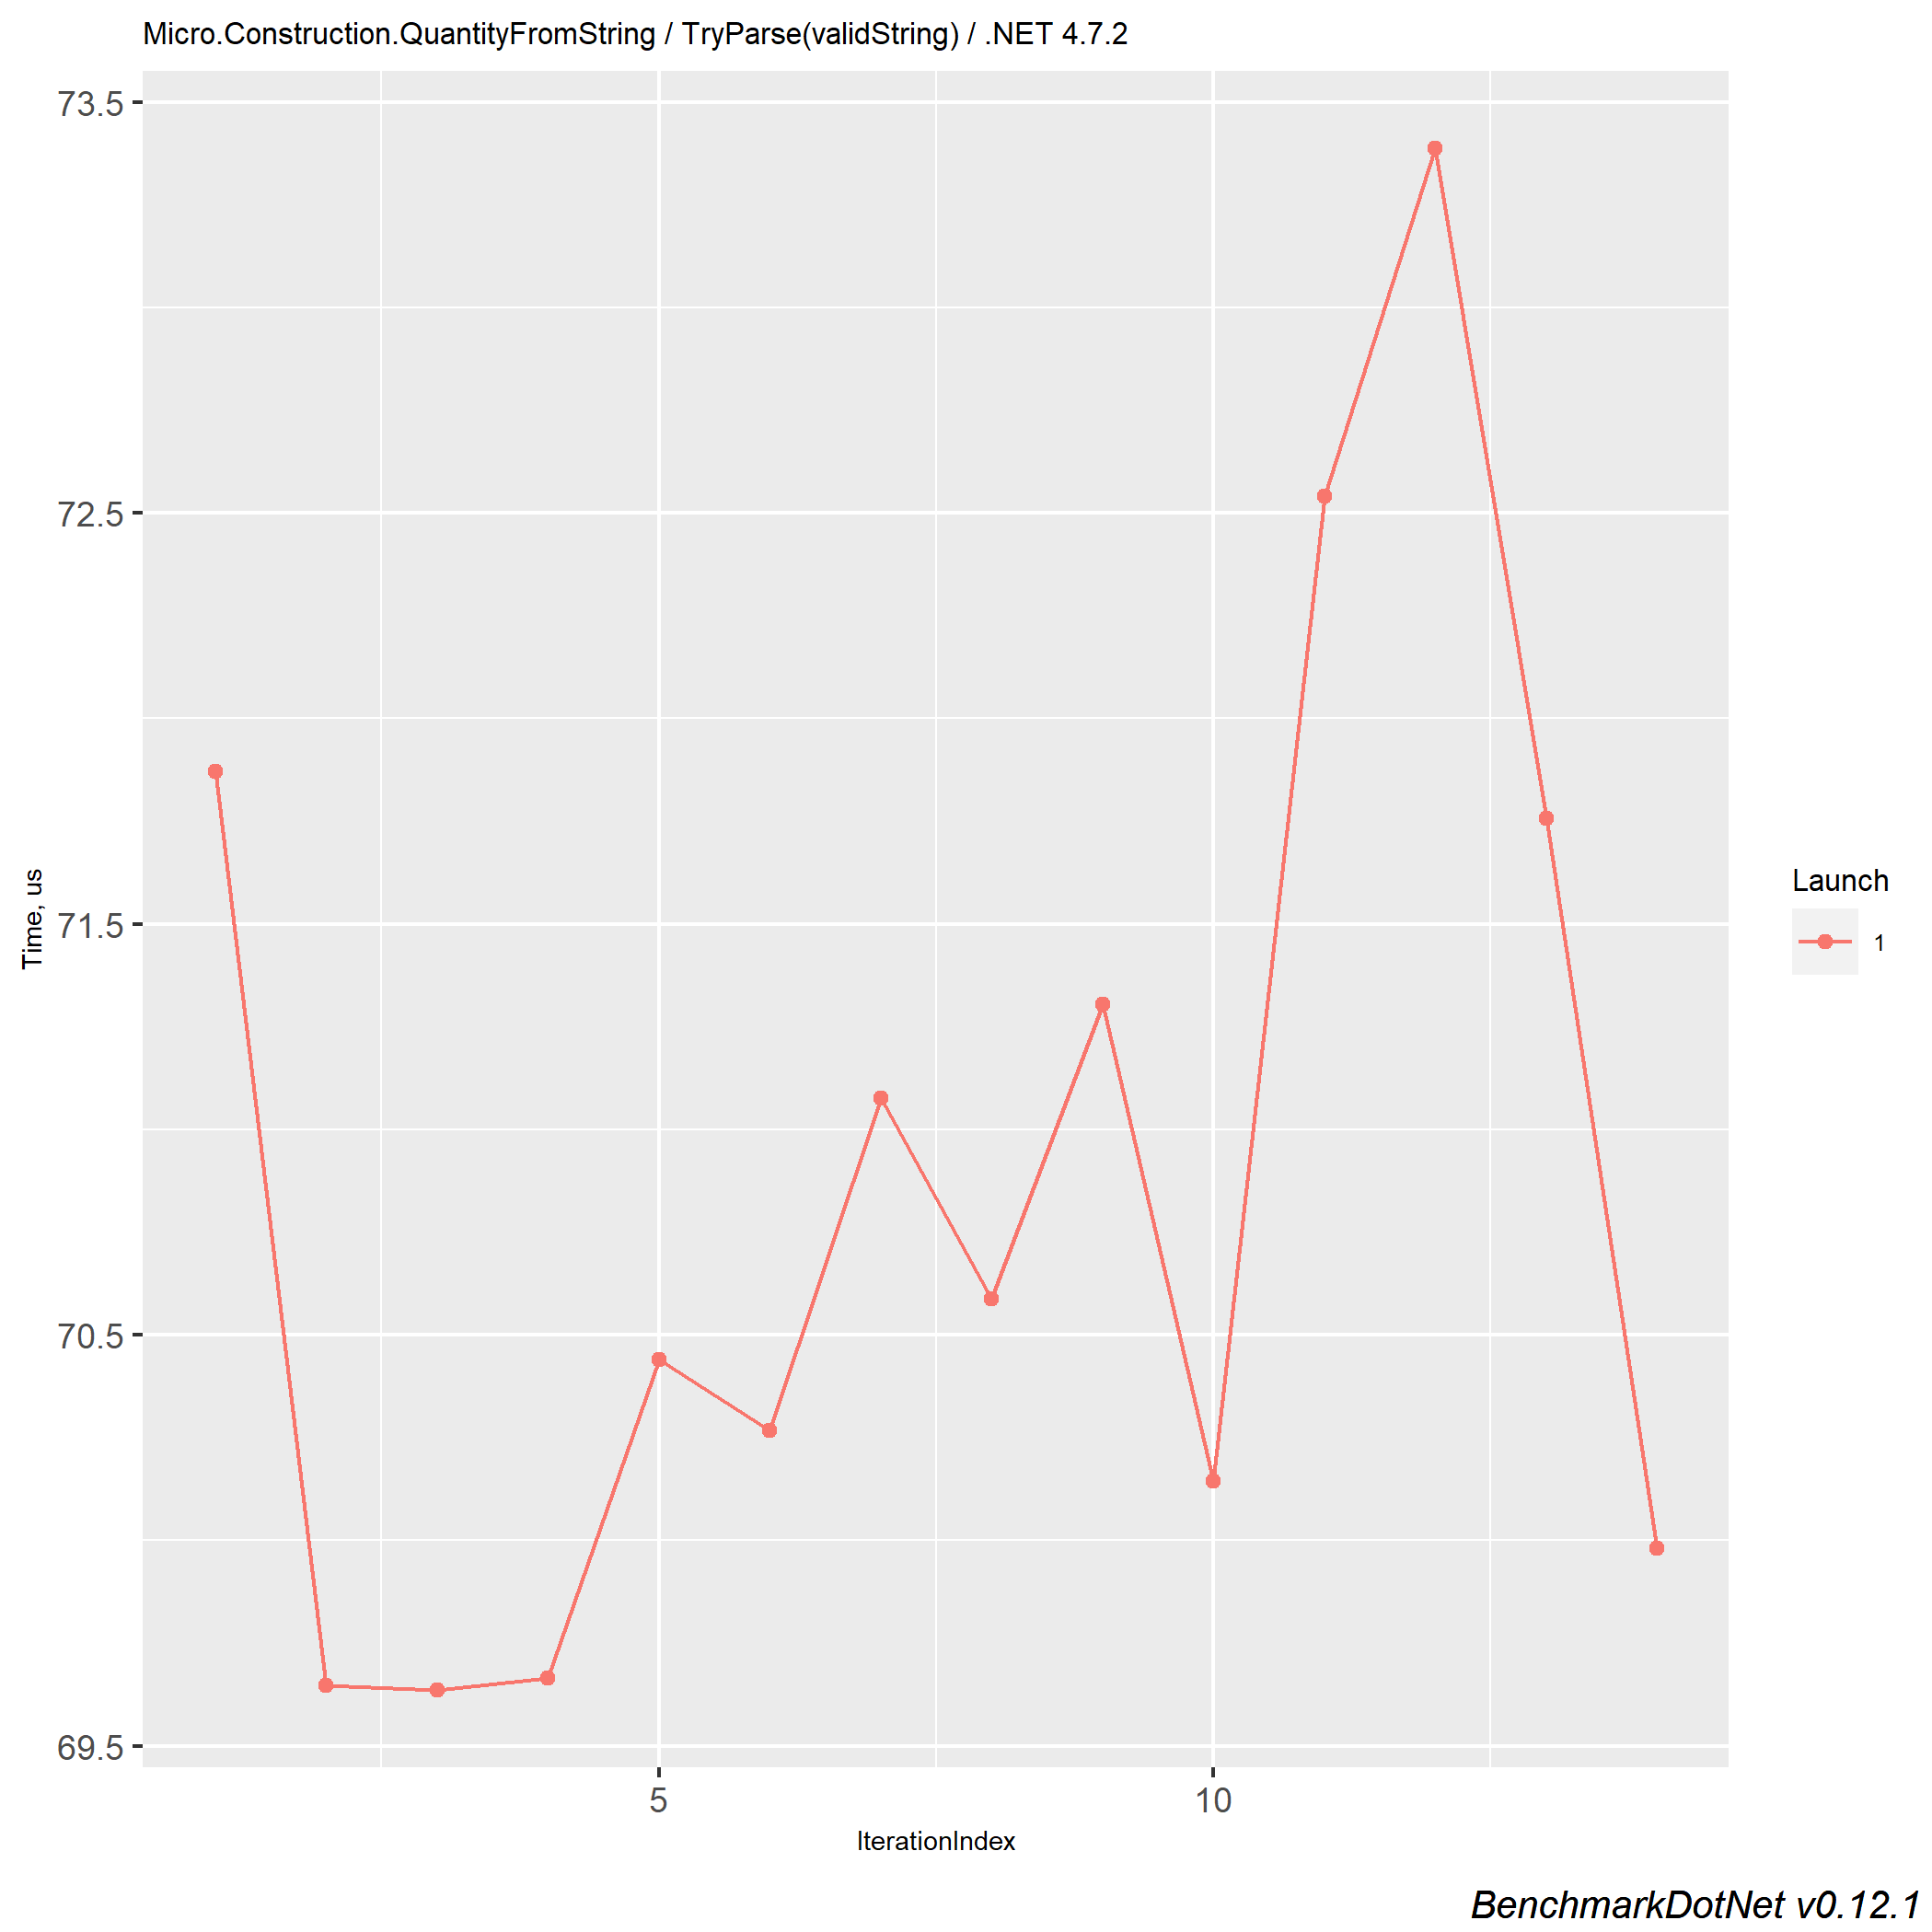 Micro.Construction.QuantityFromString / TryParse(validString) / .NET 4.7.2
73.5
72.5
71.5
70.5
69.5
Time, us
5
10
IterationIndex
Launch
1
BenchmarkDotNet v0.12.1